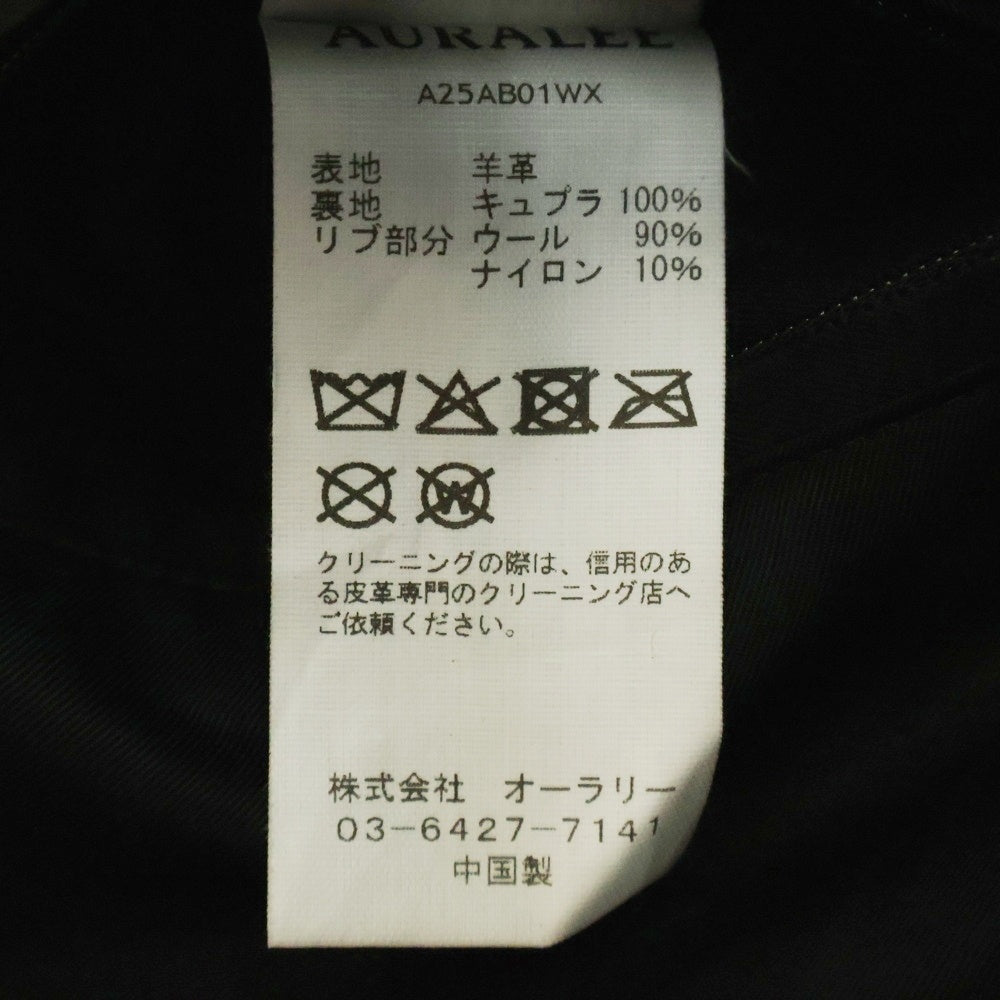 AURALEE
A25AB01WX
表地 羊革
裏地 キュプラ 100%
リブ部分 ウール 90%
ナイロン 10%
W
クリーニングの際は、信用のあ
る皮革専門のクリーニング店へ
ご依頼ください。
株式会社 オーラリー
03-6427-7141
中国製